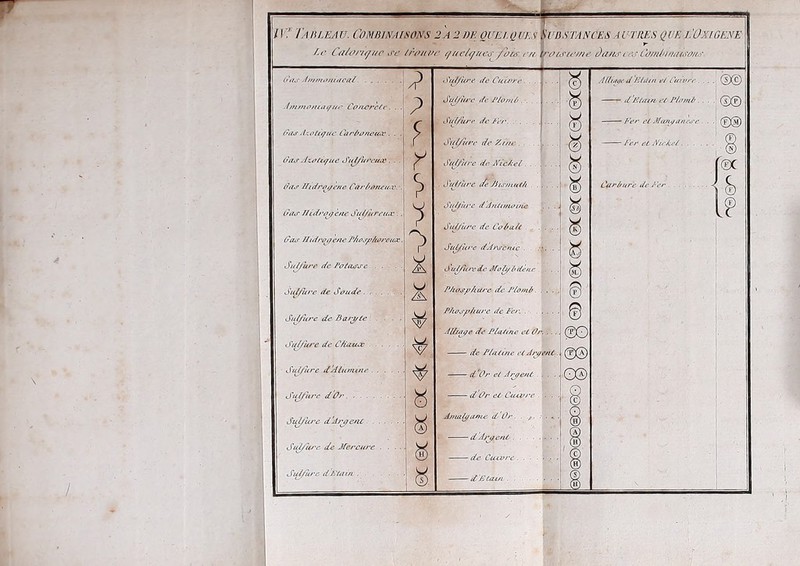 IV.e TABLEAU. COMBINAISONS 2 A 2 DE QUELQUES SUBSTANCES AUTRES QUE L'OXIGENE
Le Calorique se trouve quelques fois en troisieme dans ces Combinaisons.
Gas Ammoniacal
Ammoniaque Concrete
Gas Azotique Carboneux
Gas Azotique Sulfureux
Gas Hidrogene Carboneux
Gas Hidrogene Sulfureux
Gas Hidrogene Phosphoreux
Sulfure de Potasse
Sulfure de Soude
Sulfure de Baryte
Sulfure de Chaux
Sulfure d'Alumine
Sulfure d'Or
Sulfure d'Argent
A
Sulfure de Mercure
H
Sulfure d'Etain
S
Sulfure de Cuivre
C
Sulfure de Plomb
P
Sulfure de Fer
F
Sulfure de Zinc
Sulfure de Nickel
N
Sulfure de Bismuth
B
Sulfure d'Antimoine
Sulfure de Cobalt
K
Sulfure d'Arsenic
Sulfure de Molybdene
M
Phosphure de Plomb
P
Phosphure de Fer
F
Alliage de Platine et Or
P
— de Platine et Argent
P A
— d'Or et Argent
A
— d'Or et Cuivre
C
Amalgame d'Or
H
— d'Argent
A H
— de Cuivre
C H
— d'Etain
S H
Alliage d'Etain et Cuivre
S C
— d'Etain et Plomb
S P
— Fer et Manganèse
F M
— Fer et Nickel
F N
Carbure de Fer
F
F
F